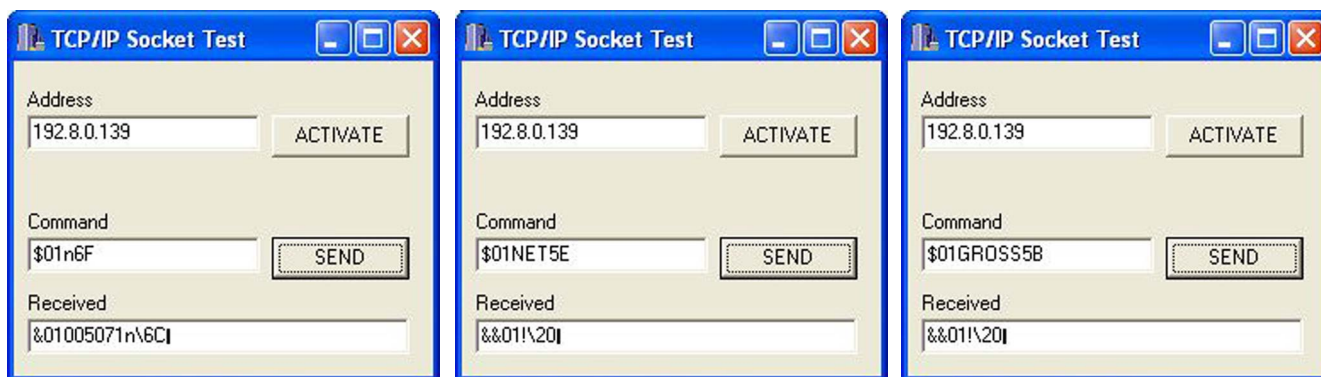 TCP/IP Socket Test
Address
192.8.0.139
ACTIVATE
Command
$01n6F
SEND
Received
&01005071n\6C
TCP/IP Socket Test
Address
192.8.0.139
ACTIVATE
Command
$01NET5E
SEND
Received
&&01!\20
TCP/IP Socket Test
Address
192.8.0.139
ACTIVATE
Command
$01GROSS5B
SEND
Received
&&01!\20